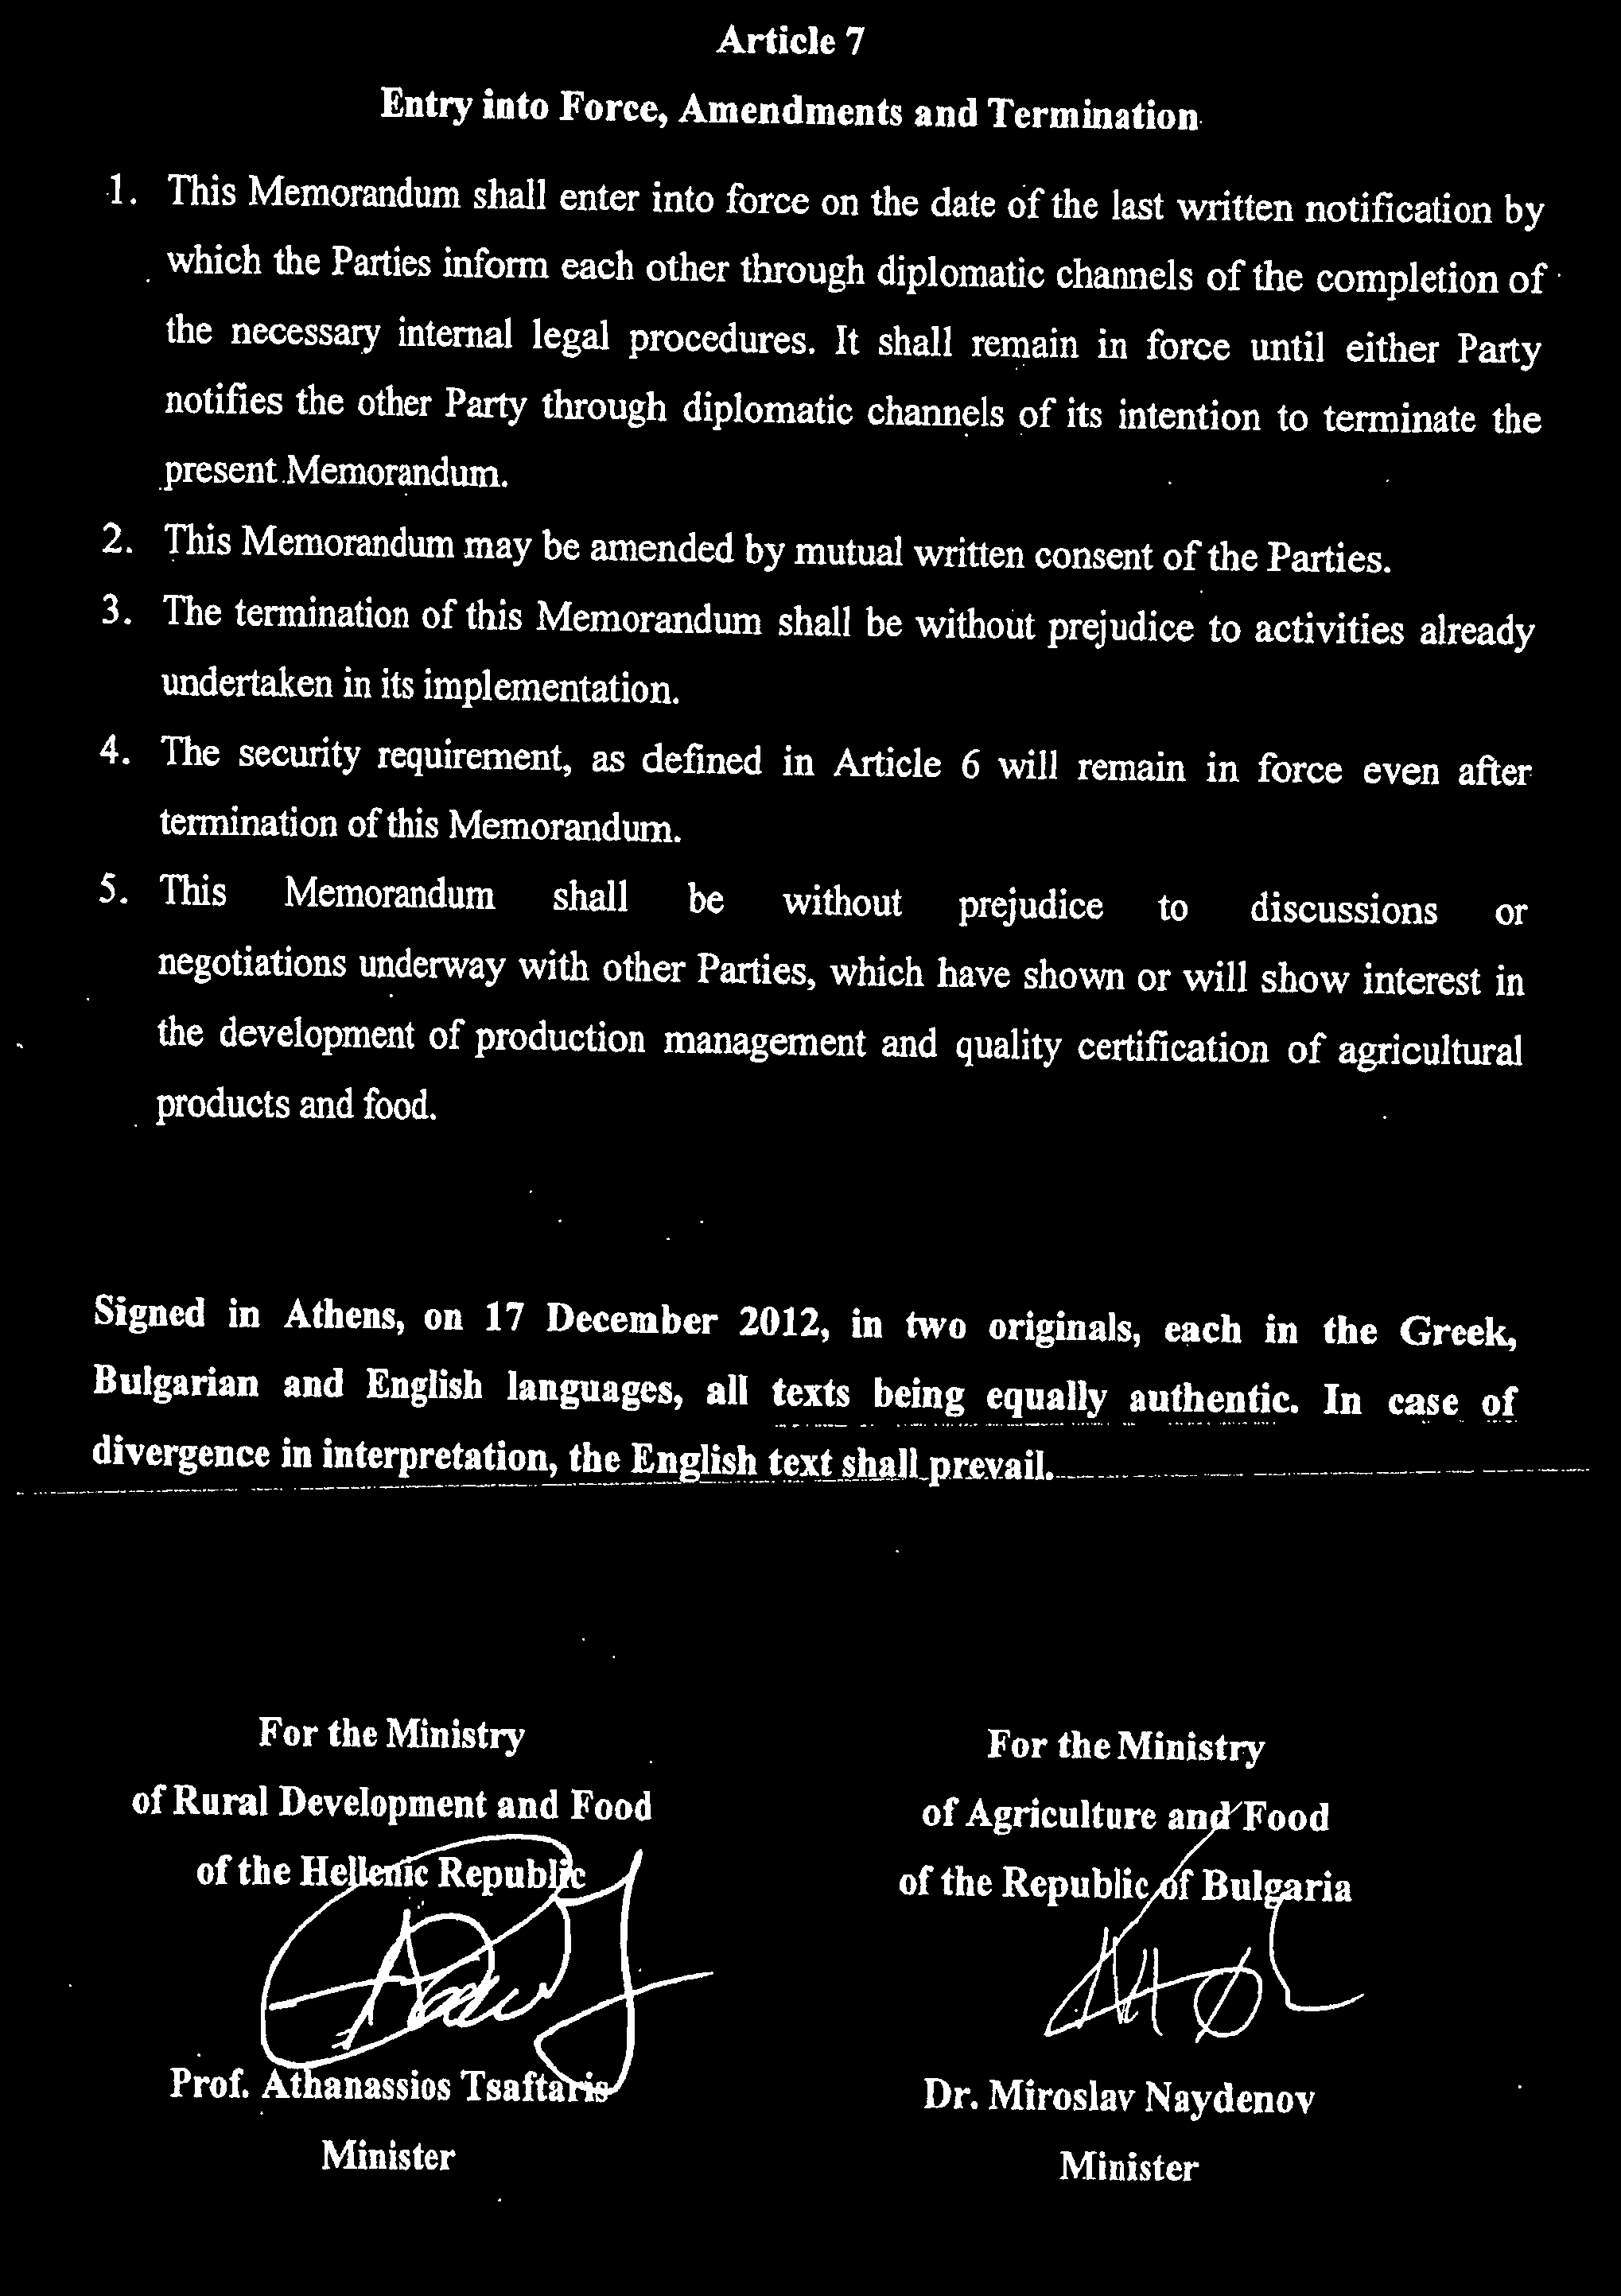 Article 7
Entry into Force, Amendments and Termination
1. This Memorandum shall enter into force on the date of the last written notification by
which the Parties inform each other through diplomatic channels of the completion of
the necessary internal legal procedures. It shall remain in force until either Party
notifies the other Party through diplomatic channels of its intention to terminate the
present Memorandum.
2. This Memorandum may be amended by mutual written consent of the Parties.
3. The termination of this Memorandum shall be without prejudice to activities already
undertaken in its implementation.
4. The security requirement, as defined in Article 6 will remain in force even after
termination of this Memorandum.
5. This Memorandum shall be without prejudice to discussions or
negotiations underway with other Parties, which have shown or will show interest in
the development of production management and quality certification of agricultural
products and food.
Signed in Athens, on 17 December 2012, in two originals, each in the Greek,
Bulgarian and English languages, all texts being equally authentic. In case of
divergence in interpretation, the English text shall prevail.
For the Ministry
of Rural Development and Food
of the Hellenic Republic
Prof. Athanassios Tsaftaris
Minister
For the Ministry
of Agriculture and Food
of the Republic of Bulgaria
Dr. Miroslav Naydenov
Minister